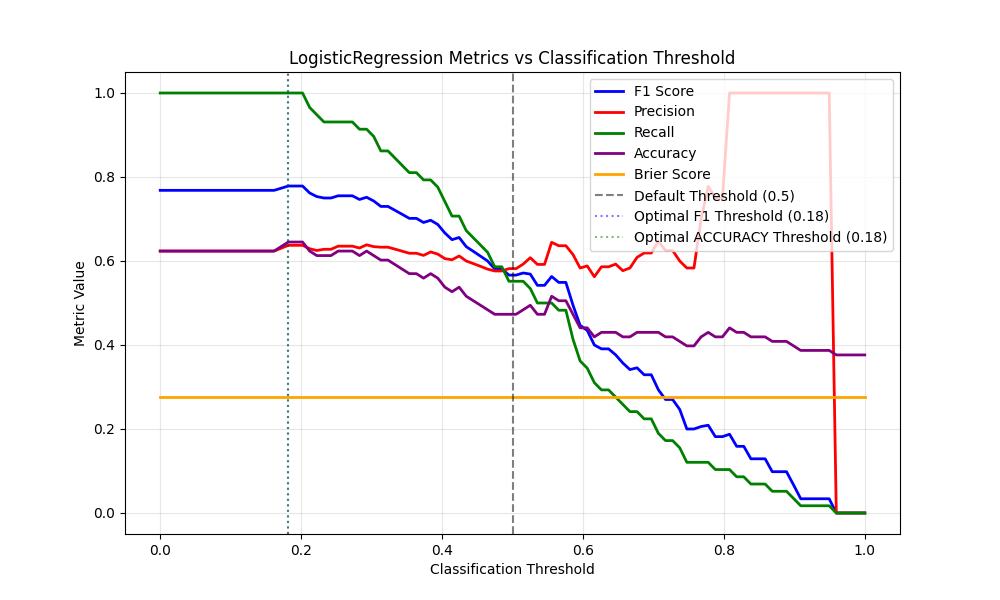 LogisticRegression Metrics vs Classification Threshold
F1 Score
Precision
Recall
Accuracy
Brier Score
Default Threshold (0.5)
Optimal F1 Threshold (0.18)
Optimal ACCURACY Threshold (0.18)
Metric Value
1.0
0.8
0.6
0.4
0.2
0.0
0.0 0.2 0.4 0.6 0.8 1.0
Classification Threshold